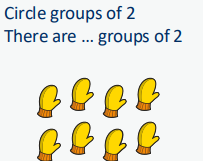 Circle groups of 2
There are ... groups of 2